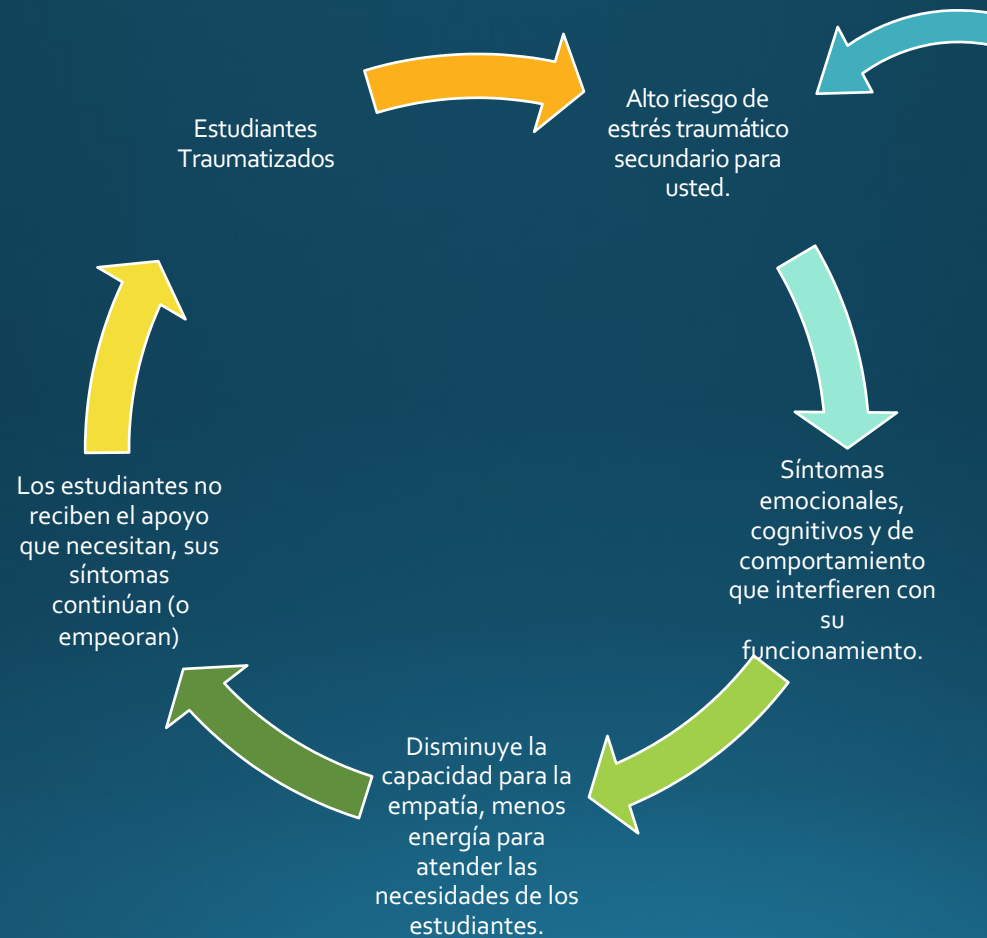 Estudiantes
Traumatizados
Alto riesgo de
estrés traumático
secundario para
usted.
Síntomas
emocionales,
cognitivos y de
comportamiento
que interfieren con
su
funcionamiento.
Disminuye la
capacidad para la
empatía, menos
energía para
atender las
necesidades de los
estudiantes.
Los estudiantes no
reciben el apoyo
que necesitan, sus
síntomas
continúan (o
empeoran)